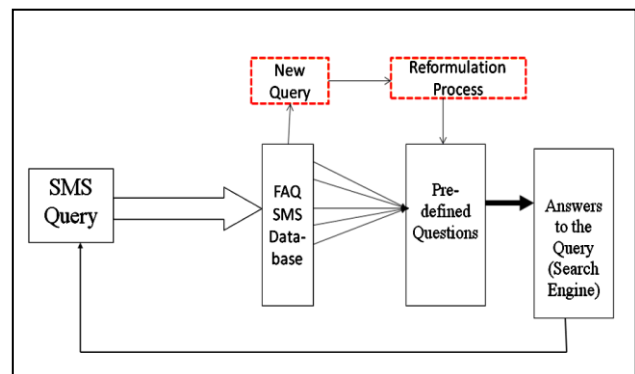 New
Query
Reformulation
Process
SMS
Query
FAQ
SMS
Data-
base
Pre-
defined
Questions
Answers
to the
Query
(Search
Engine)